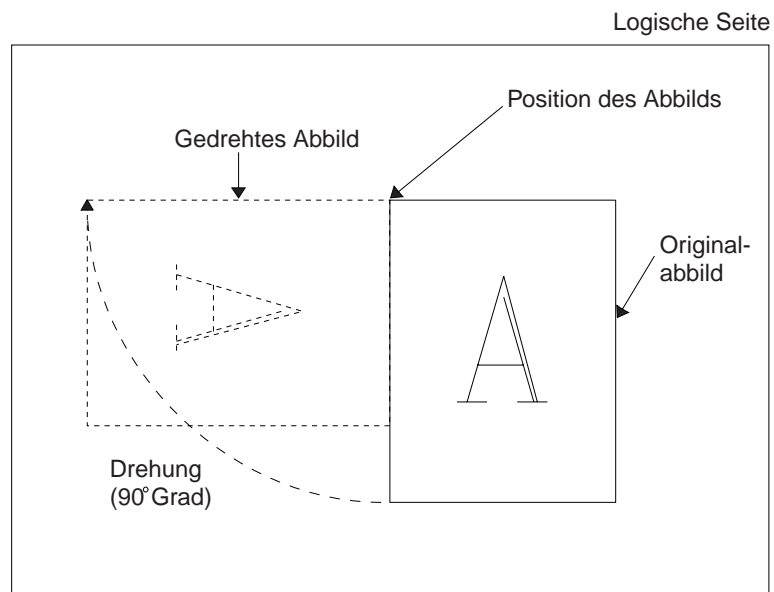 Logische Seite
Position des Abbilds
Gedrehtes Abbild
Original-
abbild
A
A
Drehung
(90°Grad)